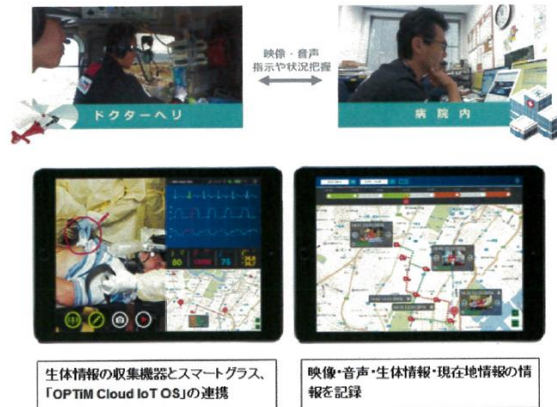 映像・音声
指示や状況把握
ドクターヘリ
病院内
80
75
生体情報の収集機器とスマートグラス、
「OPTiM Cloud IoT OS」の連携
映像・音声・生体情報・現在地情報の情
報を記録